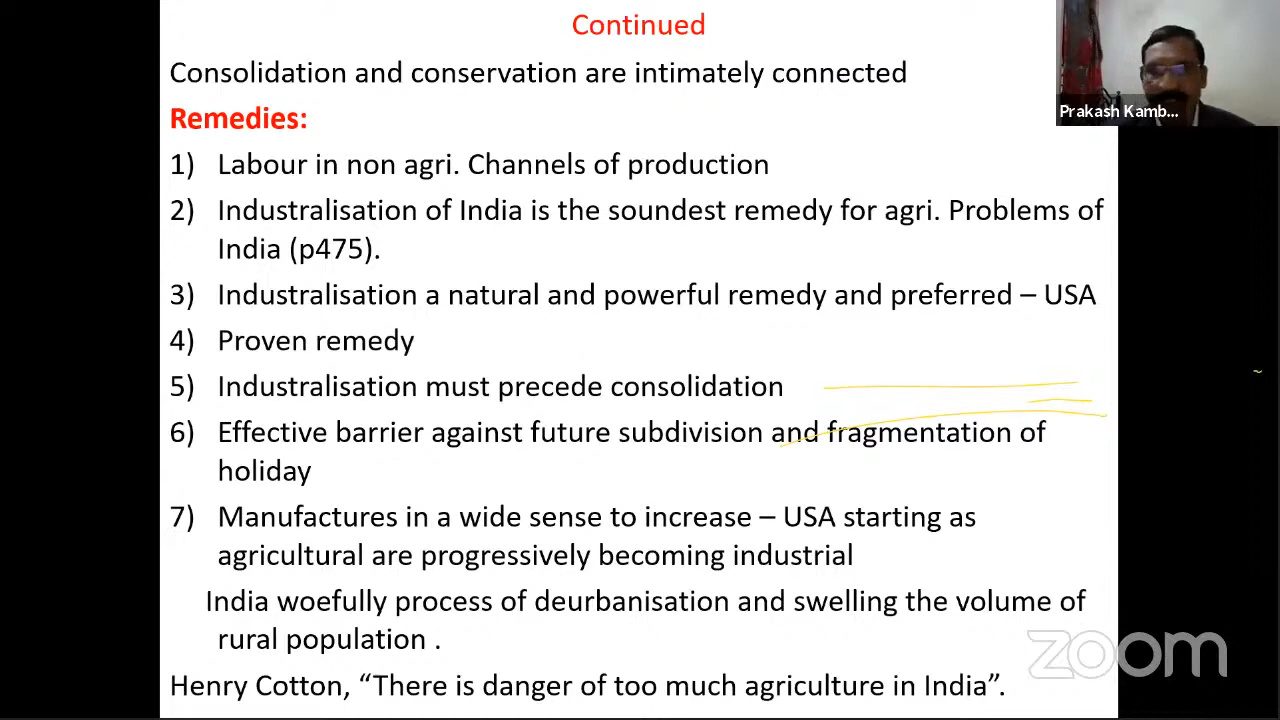 Continued
Consolidation and conservation are intimately connected
Remedies:
1) Labour in non agri. Channels of production
2) Industralisation of India is the soundest remedy for agri. Problems of
India (p475).
3) Industralisation a natural and powerful remedy and preferred – USA
4) Proven remedy
5) Industralisation must precede consolidation
6) Effective barrier against future subdivision and fragmentation of
holiday
7) Manufactures in a wide sense to increase – USA starting as
agricultural are progressively becoming industrial
India woefully process of deurbanisation and swelling the volume of
rural population .
Henry Cotton, “There is danger of too much agriculture in India”.
Prakash Kamb...
zoom